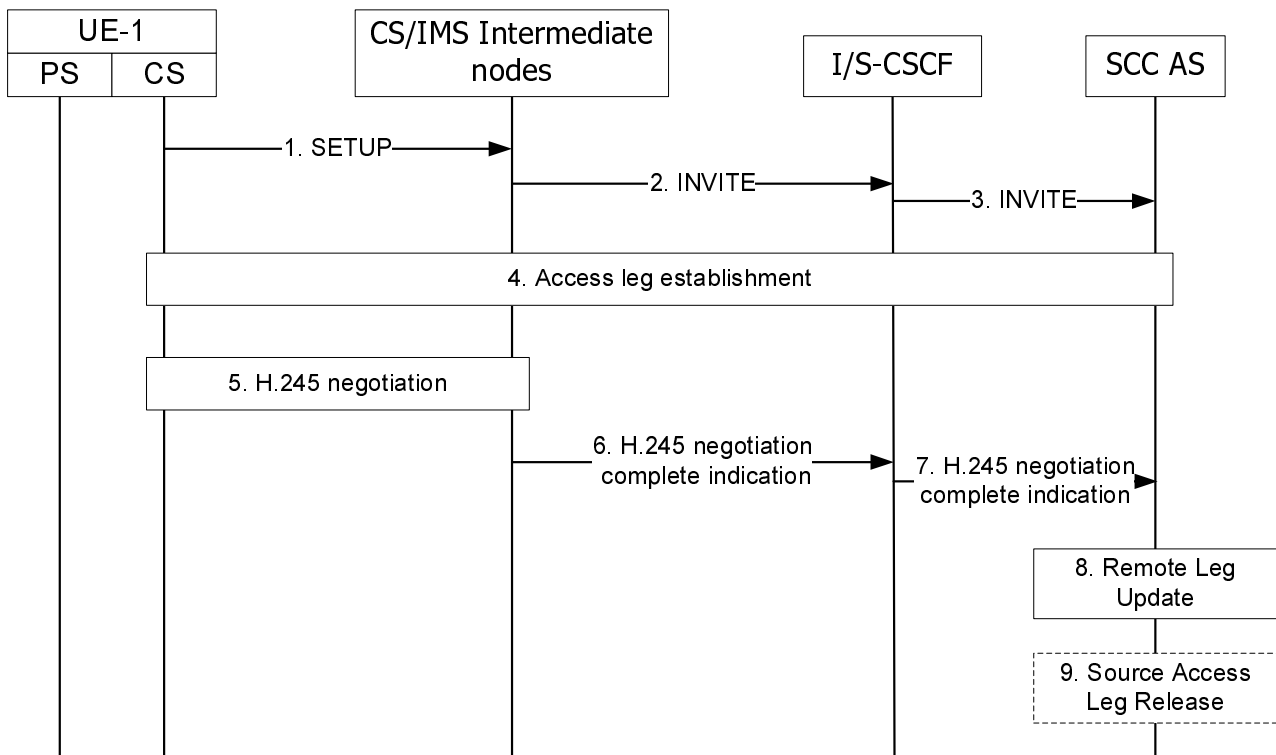 UE-1
PS CS
CS/IMS Intermediate
nodes
I/S-CSCF
SCC AS
1. SETUP
2. INVITE
3. INVITE
4. Access leg establishment
5. H.245 negotiation
6. H.245 negotiation
complete indication
7. H.245 negotiation
complete indication
8. Remote Leg
Update
9. Source Access
Leg Release